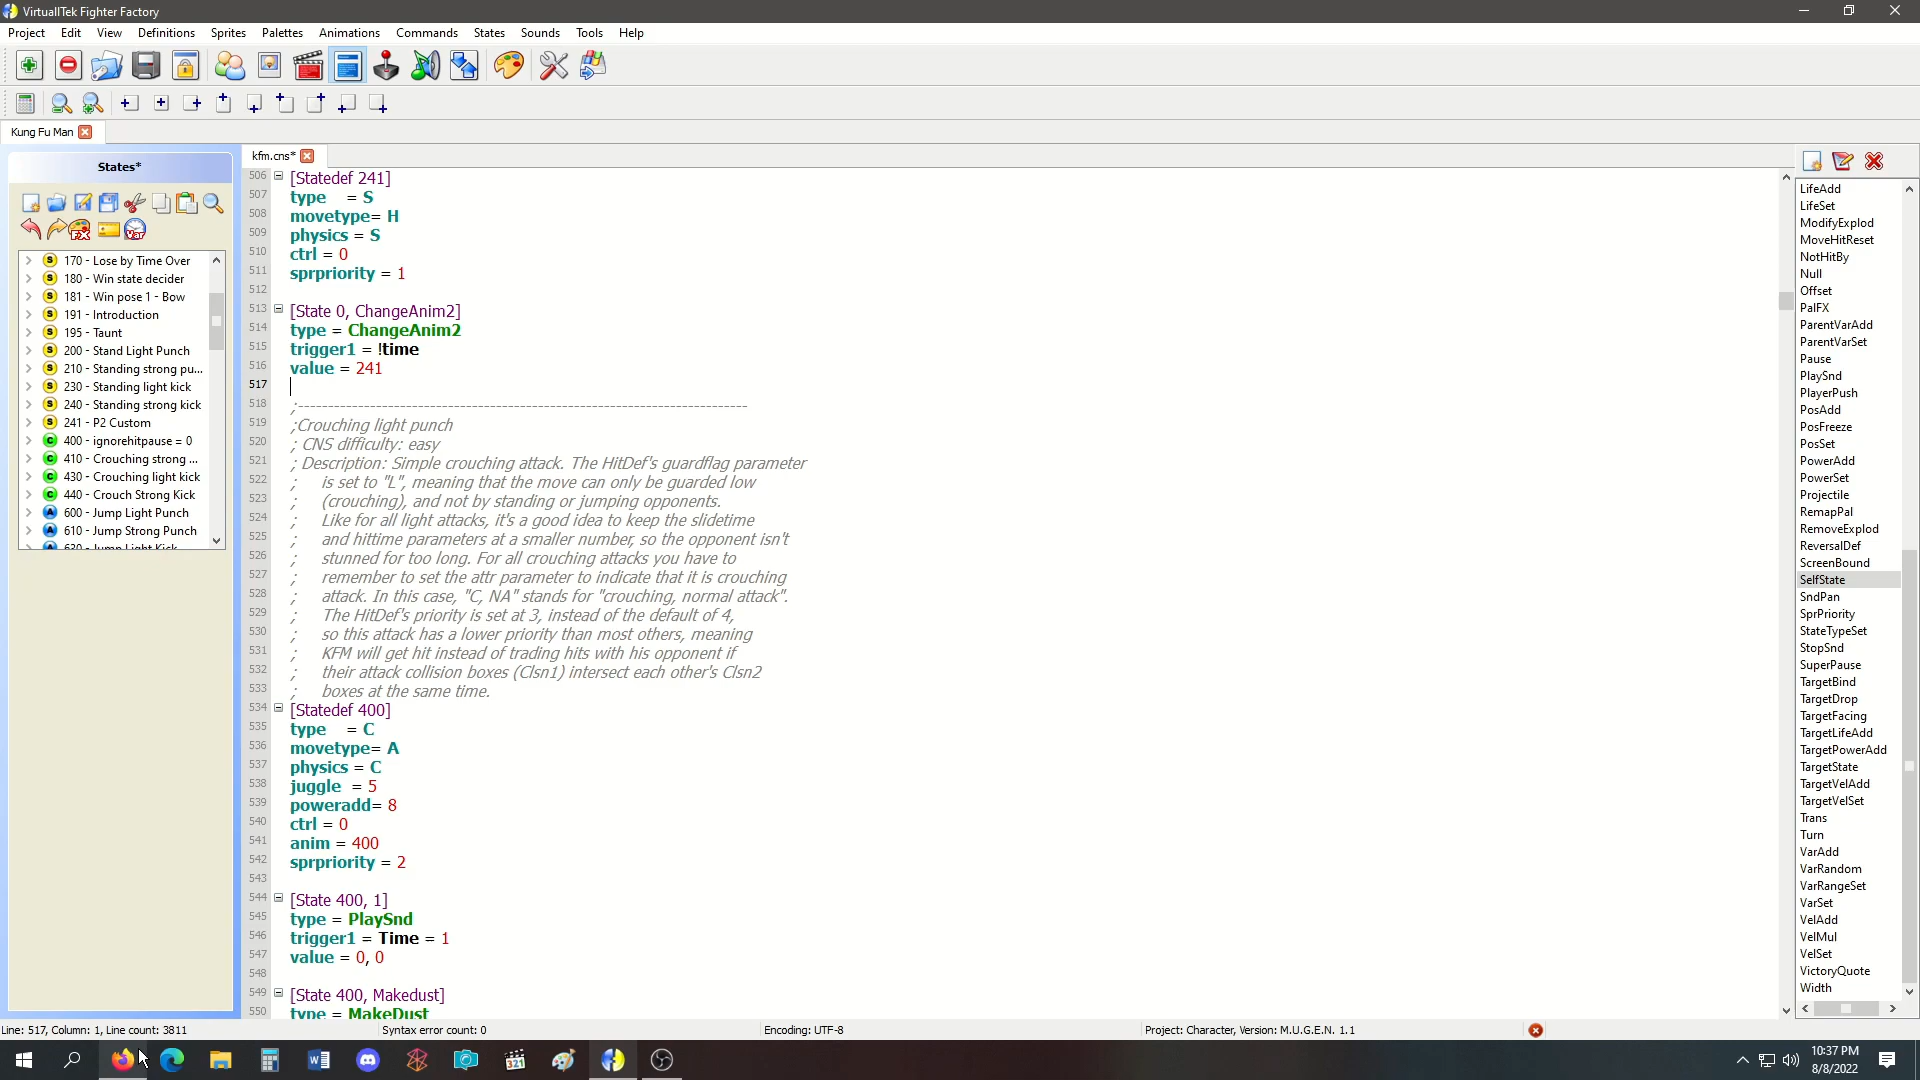 VirtuallTek Fighter Factory
Project Edit View Definitions Sprites Palettes Animations Commands States Sounds Tools Help
Kung Fu Man
States*
kfm.cns*
170 - Lose by Time Over
180 - Win state decider
181 - Win pose 1 - Bow
191 - Introduction
195 - Taunt
200 - Stand Light Punch
210 - Standing strong pu...
230 - Standing light kick
240 - Standing strong kick
241 - P2 Custom
400 - ignorehitpause = 0
410 - Crouching strong ...
430 - Crouching light kick
440 - Crouch Strong Kick
600 - Jump Light Punch
610 - Jump Strong Punch
630 - Jump Light Kick
506 [Statedef 241]
507 type = S
508 movetype= H
509 physics = S
510 ctrl = 0
511 sprpriority = 1
512
513 [State 0, ChangeAnim2]
514 type = ChangeAnim2
515 trigger1 = !time
516 value = 241
517
518 ;---------------------------------------------------------------------------
519 ;Crouching light punch
520 ; CNS difficulty: easy
521 ; Description: Simple crouching attack. The HitDef's guardflag parameter
522 ; is set to "L", meaning that the move can only be guarded low
523 ; (crouching), and not by standing or jumping opponents.
524 ; Like for all light attacks, it's a good idea to keep the slidetime
525 ; and hittime parameters at a smaller number, so the opponent isn't
526 ; stunned for too long. For all crouching attacks you have to
527 ; remember to set the attr parameter to indicate that it is crouching
528 ; attack. In this case, "C, NA" stands for "crouching, normal attack".
529 ; The HitDef's priority is set at 3, instead of the default of 4,
530 ; so this attack has a lower priority than most others, meaning
531 ; KFM will get hit instead of trading hits with his opponent if
532 ; their attack collision boxes (Clsn1) intersect each other's Clsn2
533 ; boxes at the same time.
534 [Statedef 400]
535 type = C
536 movetype= A
537 physics = C
538 juggle = 5
539 poweradd= 8
540 ctrl = 0
541 anim = 400
542 sprpriority = 2
543
544 [State 400, 1]
545 type = PlaySnd
546 trigger1 = Time = 1
547 value = 0, 0
548
549 [State 400, Makedust]
550 type = MakeDust
LifeAdd
LifeSet
ModifyExplod
MoveHitReset
NotHitBy
Null
Offset
PalFX
ParentVarAdd
ParentVarSet
Pause
PlaySnd
PlayerPush
PosAdd
PosFreeze
PosSet
PowerAdd
PowerSet
Projectile
RemapPal
RemoveExplod
ReversalDef
ScreenBound
SelfState
SndPan
SprPriority
StateTypeSet
StopSnd
SuperPause
TargetBind
TargetDrop
TargetFacing
TargetLifeAdd
TargetPowerAdd
TargetState
TargetVelAdd
TargetVelSet
Trans
Turn
VarAdd
VarRandom
VarRangeSet
VarSet
VelAdd
VelMul
VelSet
VictoryQuote
Width
Line: 517, Column: 1, Line count: 3811
Syntax error count: 0
Encoding: UTF-8
Project: Character, Version: M.U.G.E.N. 1.1
10:37 PM
8/8/2022